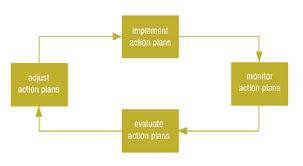 implement
action plans
monitor
action plans
evaluate
action plans
adjust
action plans